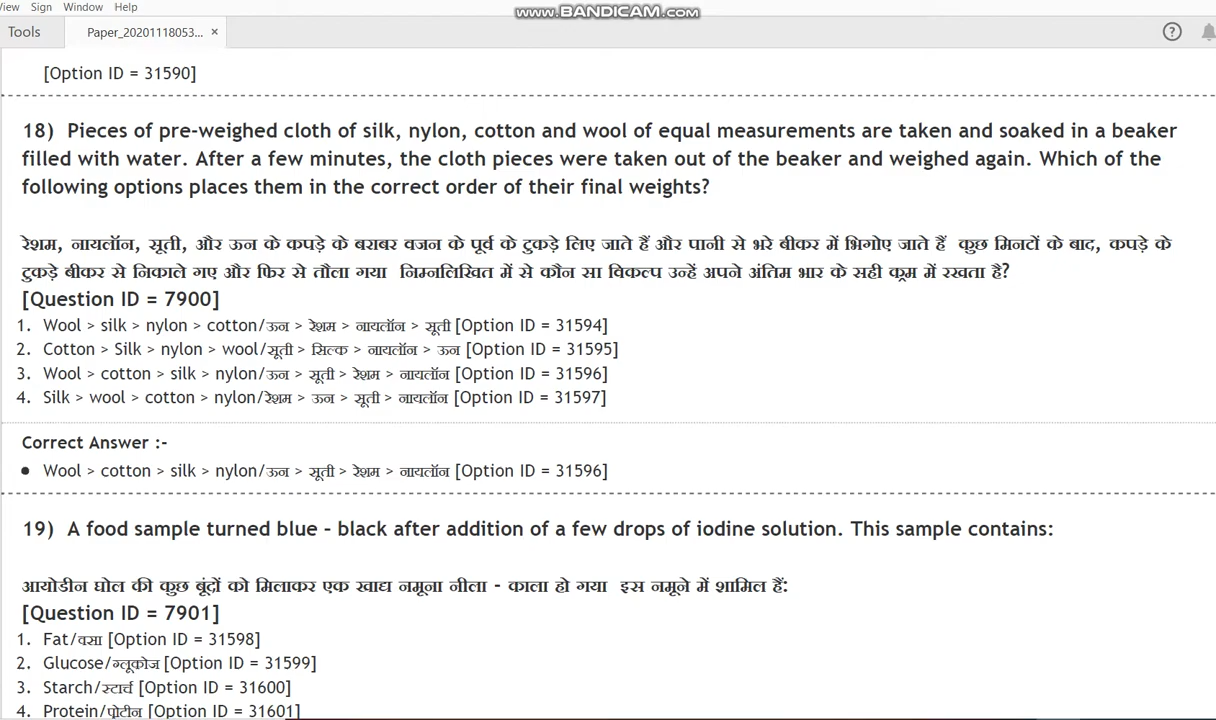 View Sign Window Help
www.BANDICAM.com
Tools Paper_20201118053... ×
[Option ID = 31590]
18) Pieces of pre-weighed cloth of silk, nylon, cotton and wool of equal measurements are taken and soaked in a beaker
filled with water. After a few minutes, the cloth pieces were taken out of the beaker and weighed again. Which of the
following options places them in the correct order of their final weights?
रेशम, नायलॉन, सूती, और ऊन के कपड़े के बराबर वजन के पूर्व के टुकड़े लिए जाते हैं और पानी से भरे बीकर में भिगोए जाते हैं कुछ मिनटों के बाद, कपड़े के
टुकड़े बीकर से निकाले गए और फिर से तौला गया निम्नलिखित में से कौन सा विकल्प उन्हें अपने अंतिम भार के सही क्रम में रखता है?
[Question ID = 7900]
1. Wool > silk > nylon > cotton/ऊन > रेशम > नायलॉन > सूती [Option ID = 31594]
2. Cotton > Silk > nylon > wool/सूती > सिल्क > नायलॉन > ऊन [Option ID = 31595]
3. Wool > cotton > silk > nylon/ऊन > सूती > रेशम > नायलॉन [Option ID = 31596]
4. Silk > wool > cotton > nylon/रेशम > ऊन > सूती > नायलॉन [Option ID = 31597]
Correct Answer :-
• Wool > cotton > silk > nylon/ऊन > सूती > रेशम > नायलॉन [Option ID = 31596]
19) A food sample turned blue – black after addition of a few drops of iodine solution. This sample contains:
आयोडीन घोल की कुछ बूंदों को मिलाकर एक खाद्य नमूना नीला - काला हो गया इस नमूने में शामिल हैं:
[Question ID = 7901]
1. Fat/वसा [Option ID = 31598]
2. Glucose/ग्लूकोज [Option ID = 31599]
3. Starch/स्टार्च [Option ID = 31600]
4. Protein/प्रोटीन [Option ID = 31601]